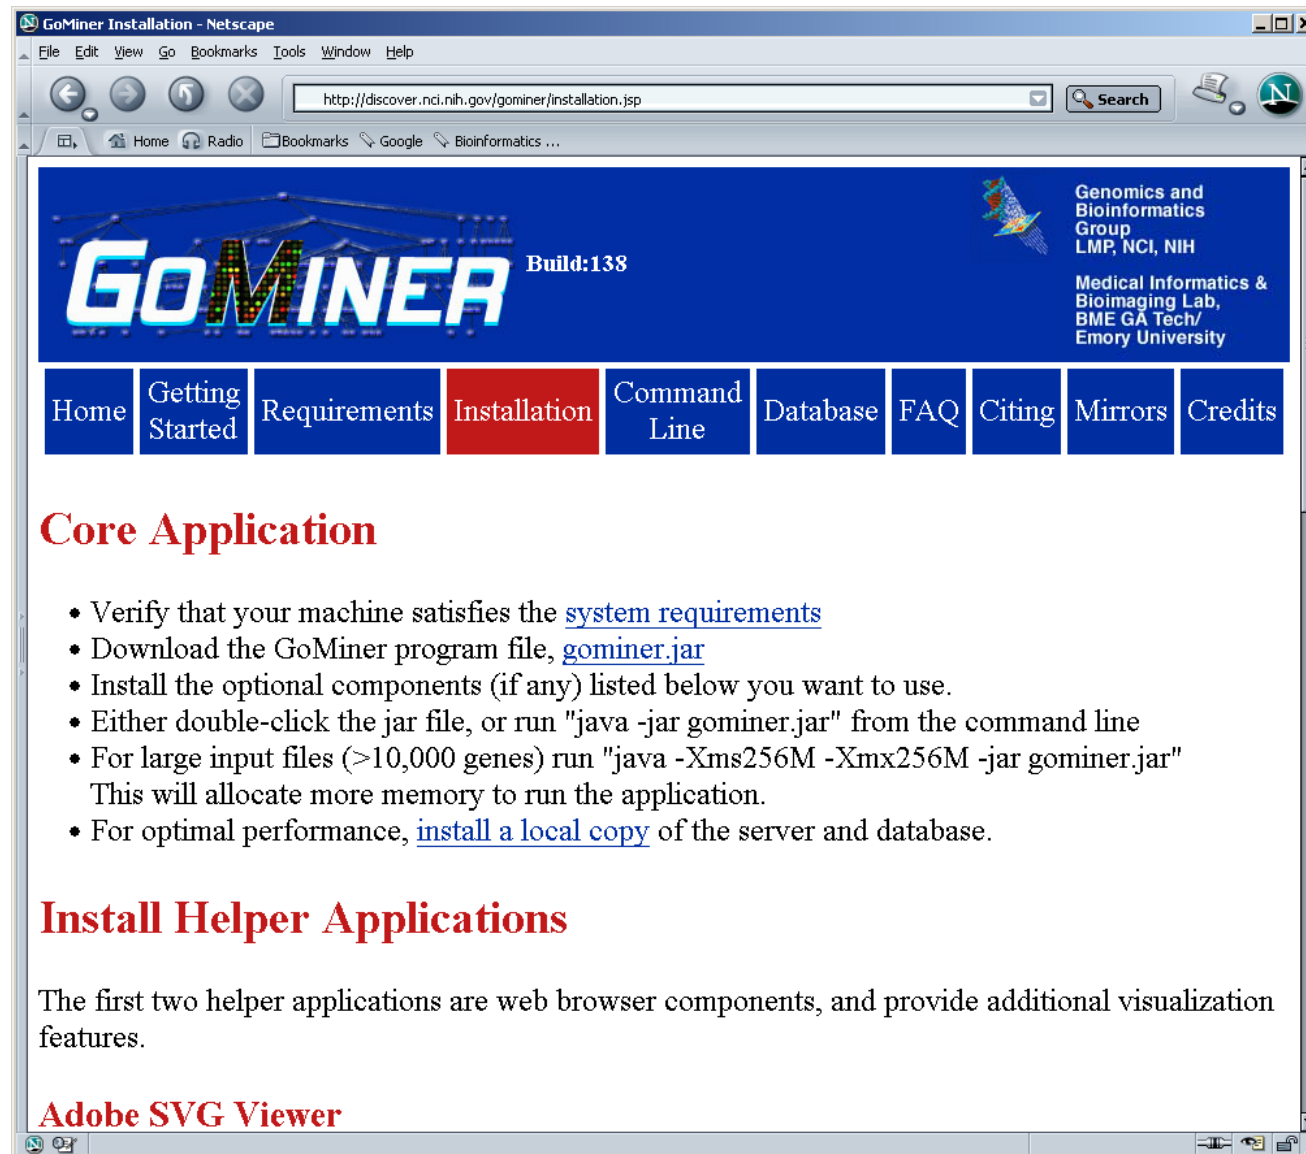 GoMiner Installation - Netscape
File Edit View Go Bookmarks Tools Window Help
http://discover.nci.nih.gov/gominer/installation.jsp
Search
N
Home Radio Bookmarks Google Bioinformatics ...
GOMINER
Build:138
Genomics and
Bioinformatics
Group
LMP, NCI, NIH
Medical Informatics &
Bioimaging Lab,
BME GA Tech/
Emory University
Home
Getting
Started
Requirements
Installation
Command
Line
Database
FAQ
Citing
Mirrors
Credits
Core Application
• Verify that your machine satisfies the system requirements
• Download the GoMiner program file, gominer.jar
• Install the optional components (if any) listed below you want to use.
• Either double-click the jar file, or run "java -jar gominer.jar" from the command line
• For large input files (>10,000 genes) run "java -Xms256M -Xmx256M -jar gominer.jar"
This will allocate more memory to run the application.
• For optimal performance, install a local copy of the server and database.
Install Helper Applications
The first two helper applications are web browser components, and provide additional visualization
features.
Adobe SVG Viewer